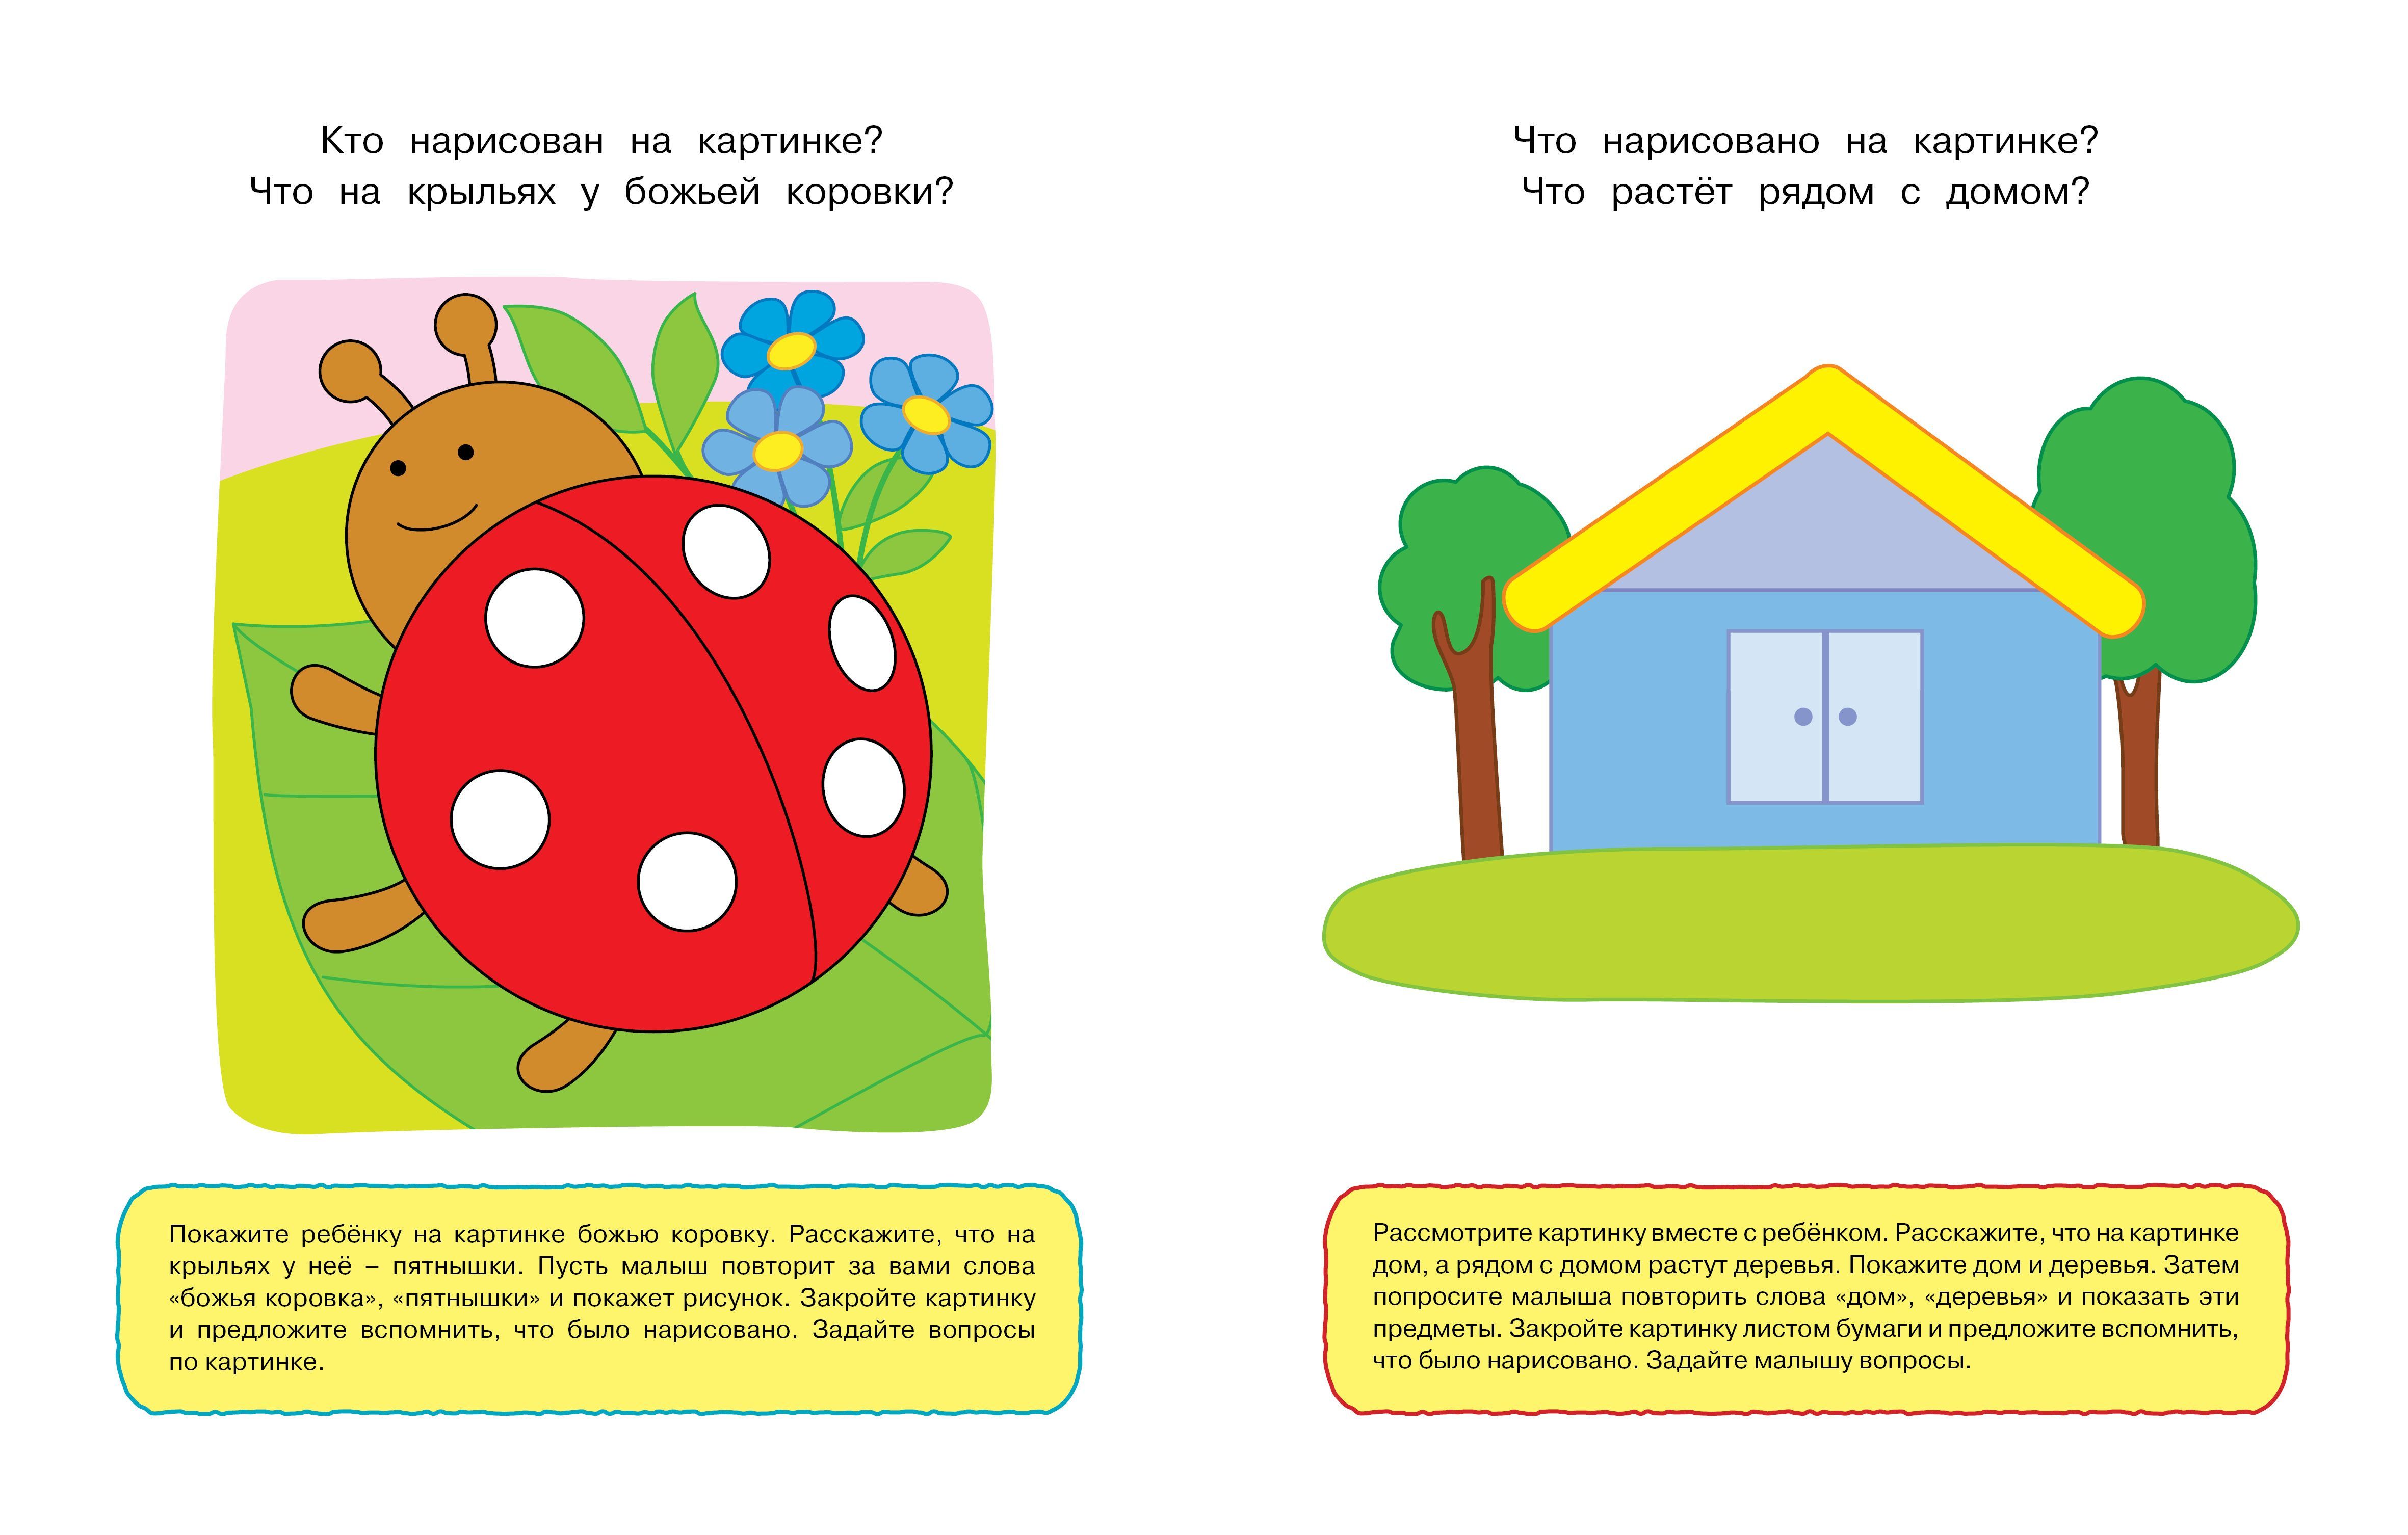 Кто нарисован на картинке?
Что на крыльях у божьей коровки?
Покажите ребёнку на картинке божью коровку. Расскажите, что на
крыльях у неё – пятнышки. Пусть малыш повторит за вами слова
«божья коровка», «пятнышки» и покажет рисунок. Закройте картинку
и предложите вспомнить, что было нарисовано. Задайте вопросы
по картинке.
Что нарисовано на картинке?
Что растёт рядом с домом?
Рассмотрите картинку вместе с ребёнком. Расскажите, что на картинке
дом, а рядом с домом растут деревья. Покажите дом и деревья. Затем
попросите малыша повторить слова «дом», «деревья» и показать эти
предметы. Закройте картинку листом бумаги и предложите вспомнить,
что было нарисовано. Задайте малышу вопросы.